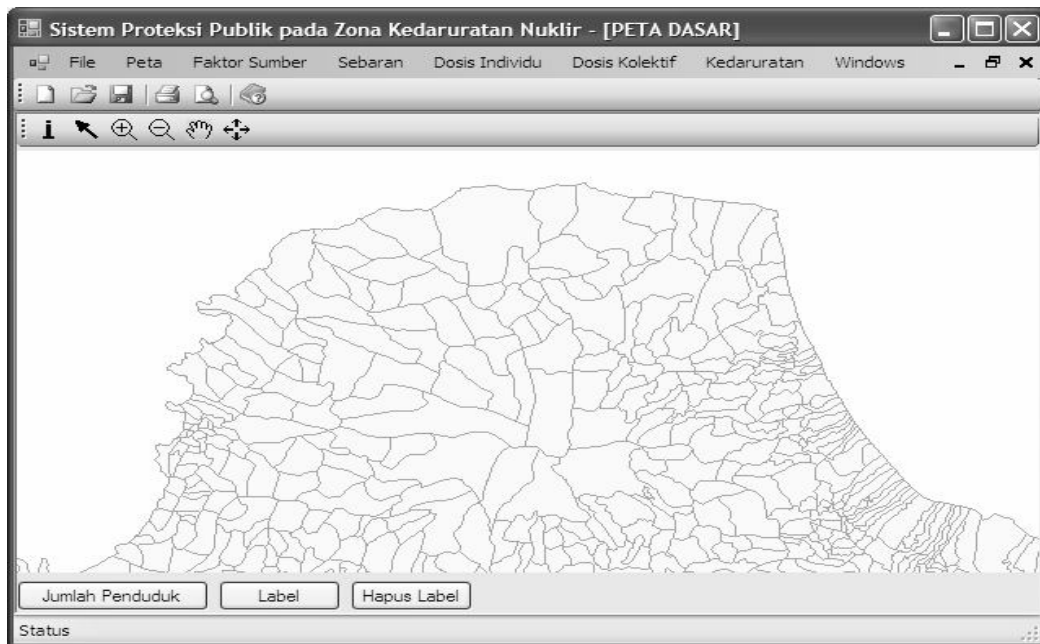 Sistem Proteksi Publik pada Zona Kedaruratan Nuklir - [PETA DASAR]
File Peta Faktor Sumber Sebaran Dosis Individu Dosis Kolektif Kedaruratan Windows
Jumlah Penduduk Label Hapus Label
Status